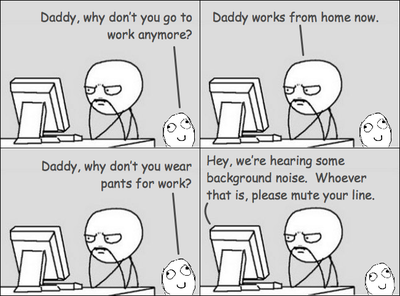 Daddy, why don't you go to
work anymore?
Daddy works from home now.
Daddy, why don't you wear
pants for work?
Hey, we're hearing some
background noise. Whoever
that is, please mute your line.